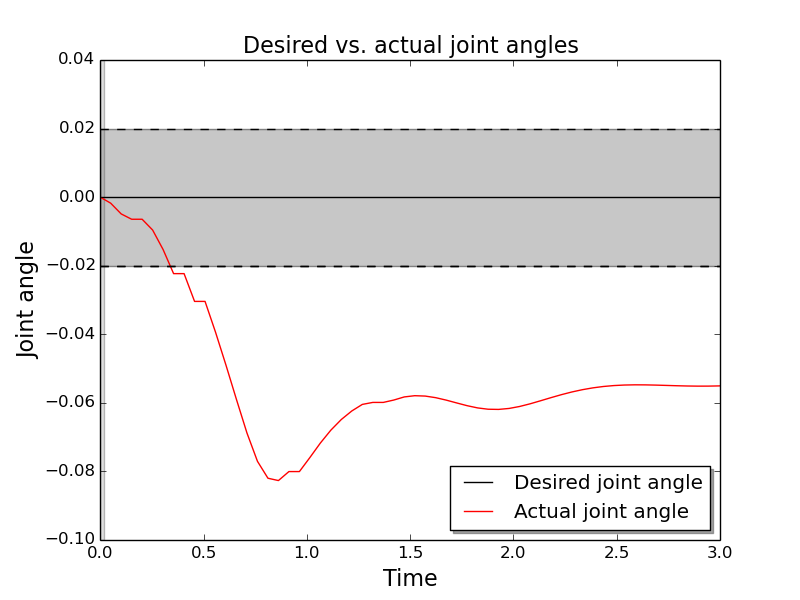 Desired vs. actual joint angles
0.04
0.02
0.00
−0.02
−0.04
−0.06
−0.08
−0.10
Joint angle
0.0 0.5 1.0 1.5 2.0 2.5 3.0
Time
Desired joint angle
Actual joint angle